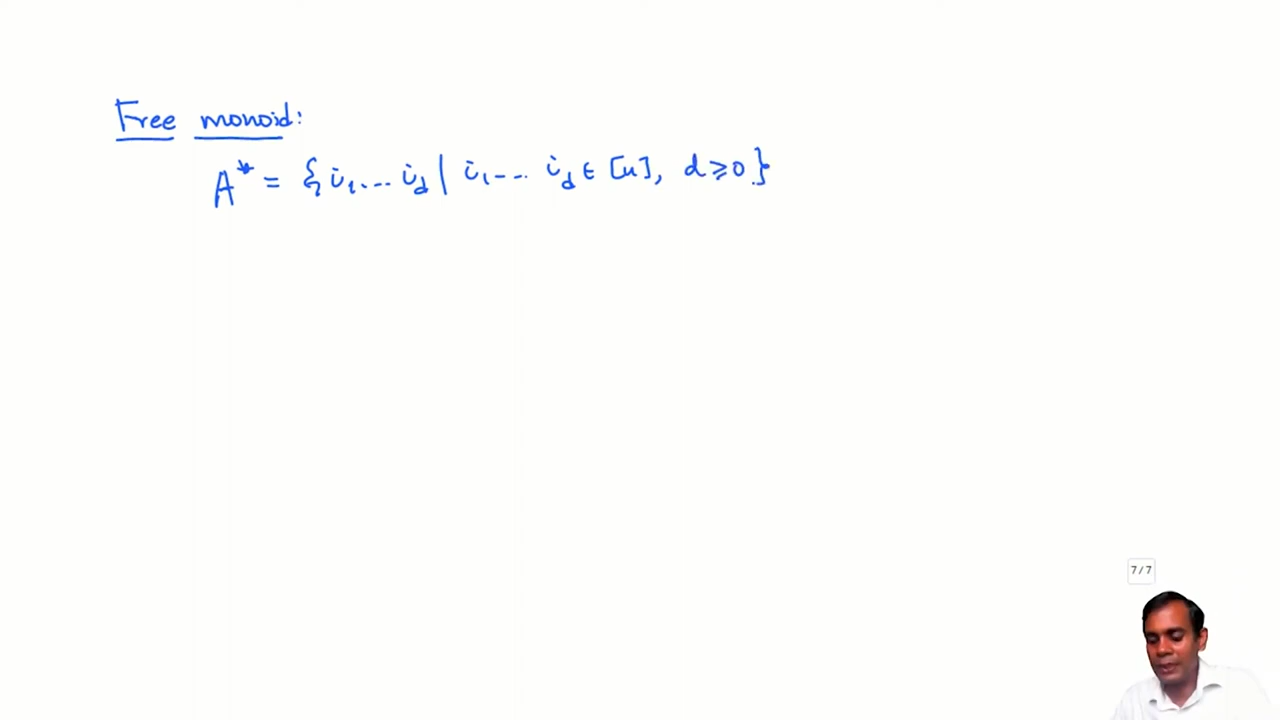 Free monoid:
A* = { i₁... i_d | i₁... i_d ∈ [n], d ⩾ 0 }
7/7